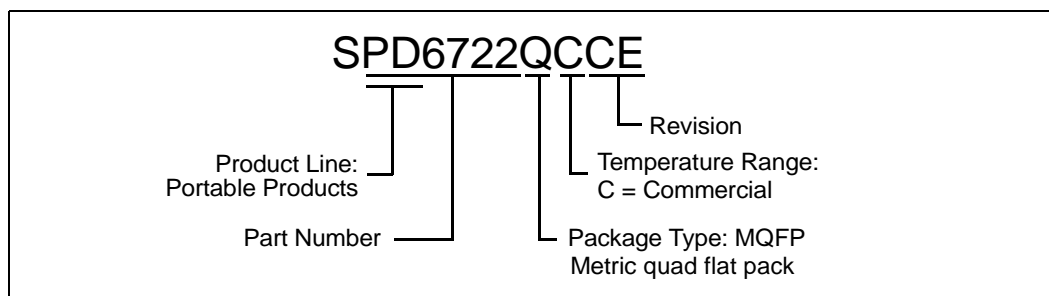 SPD6722QCCE
Revision
Product Line:
Portable Products
Temperature Range:
C = Commercial
Part Number
Package Type: MQFP
Metric quad flat pack